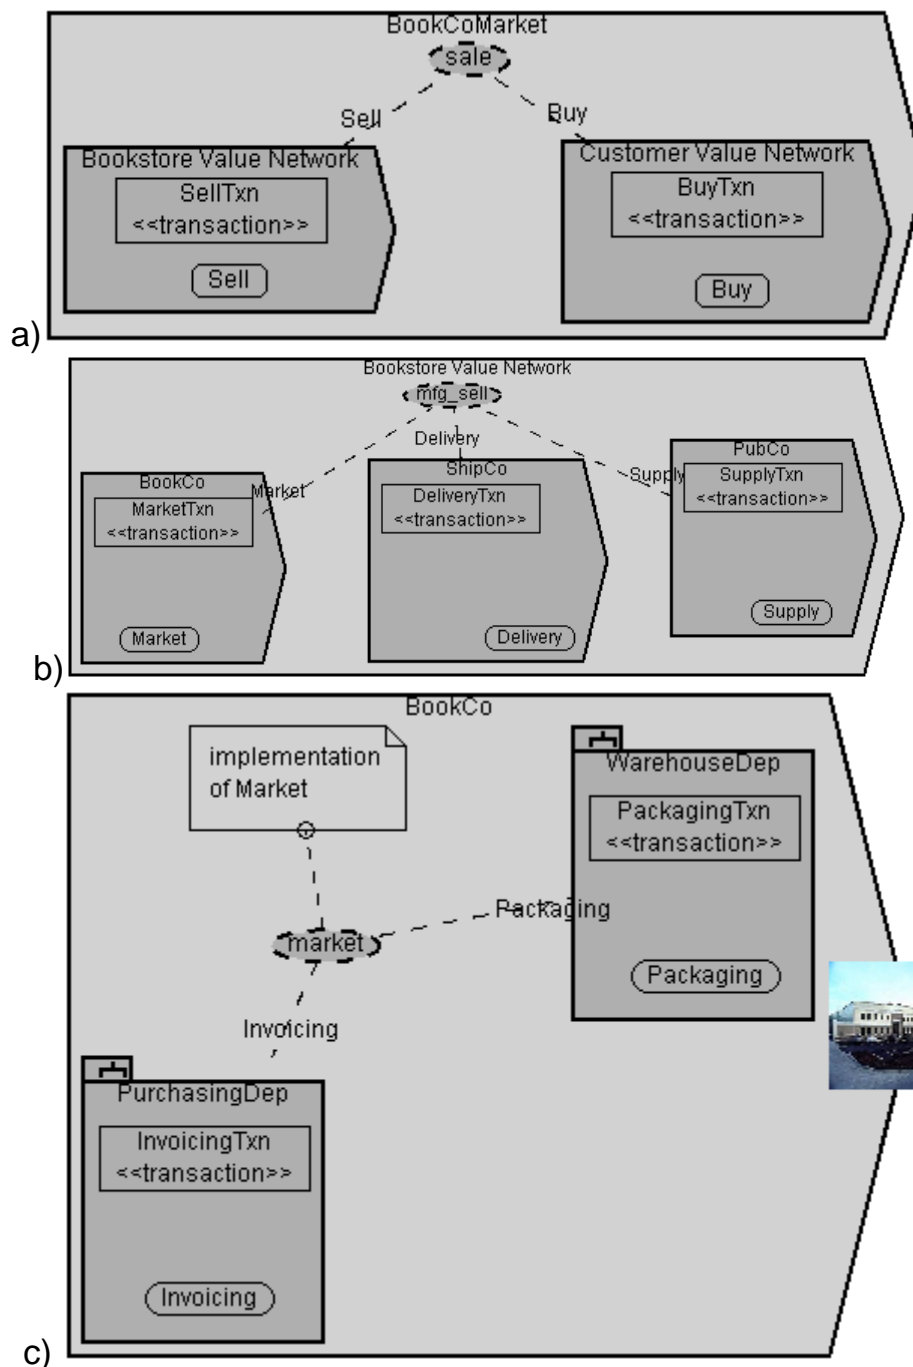 BookCoMarket
sale
Sell
Buy
Bookstore Value Network
SellTxn
<<transaction>>
Sell
Customer Value Network
BuyTxn
<<transaction>>
Buy
a)
Bookstore Value Network
mfg_sell
Market
Delivery
Supply
BookCo
MarketTxn
<<transaction>>
Market
ShipCo
DeliveryTxn
<<transaction>>
Delivery
PubCo
SupplyTxn
<<transaction>>
Supply
b)
BookCo
implementation
of Market
WarehouseDep
PackagingTxn
<<transaction>>
Packaging
market
Packaging
Invoicing
PurchasingDep
InvoicingTxn
<<transaction>>
Invoicing
c)